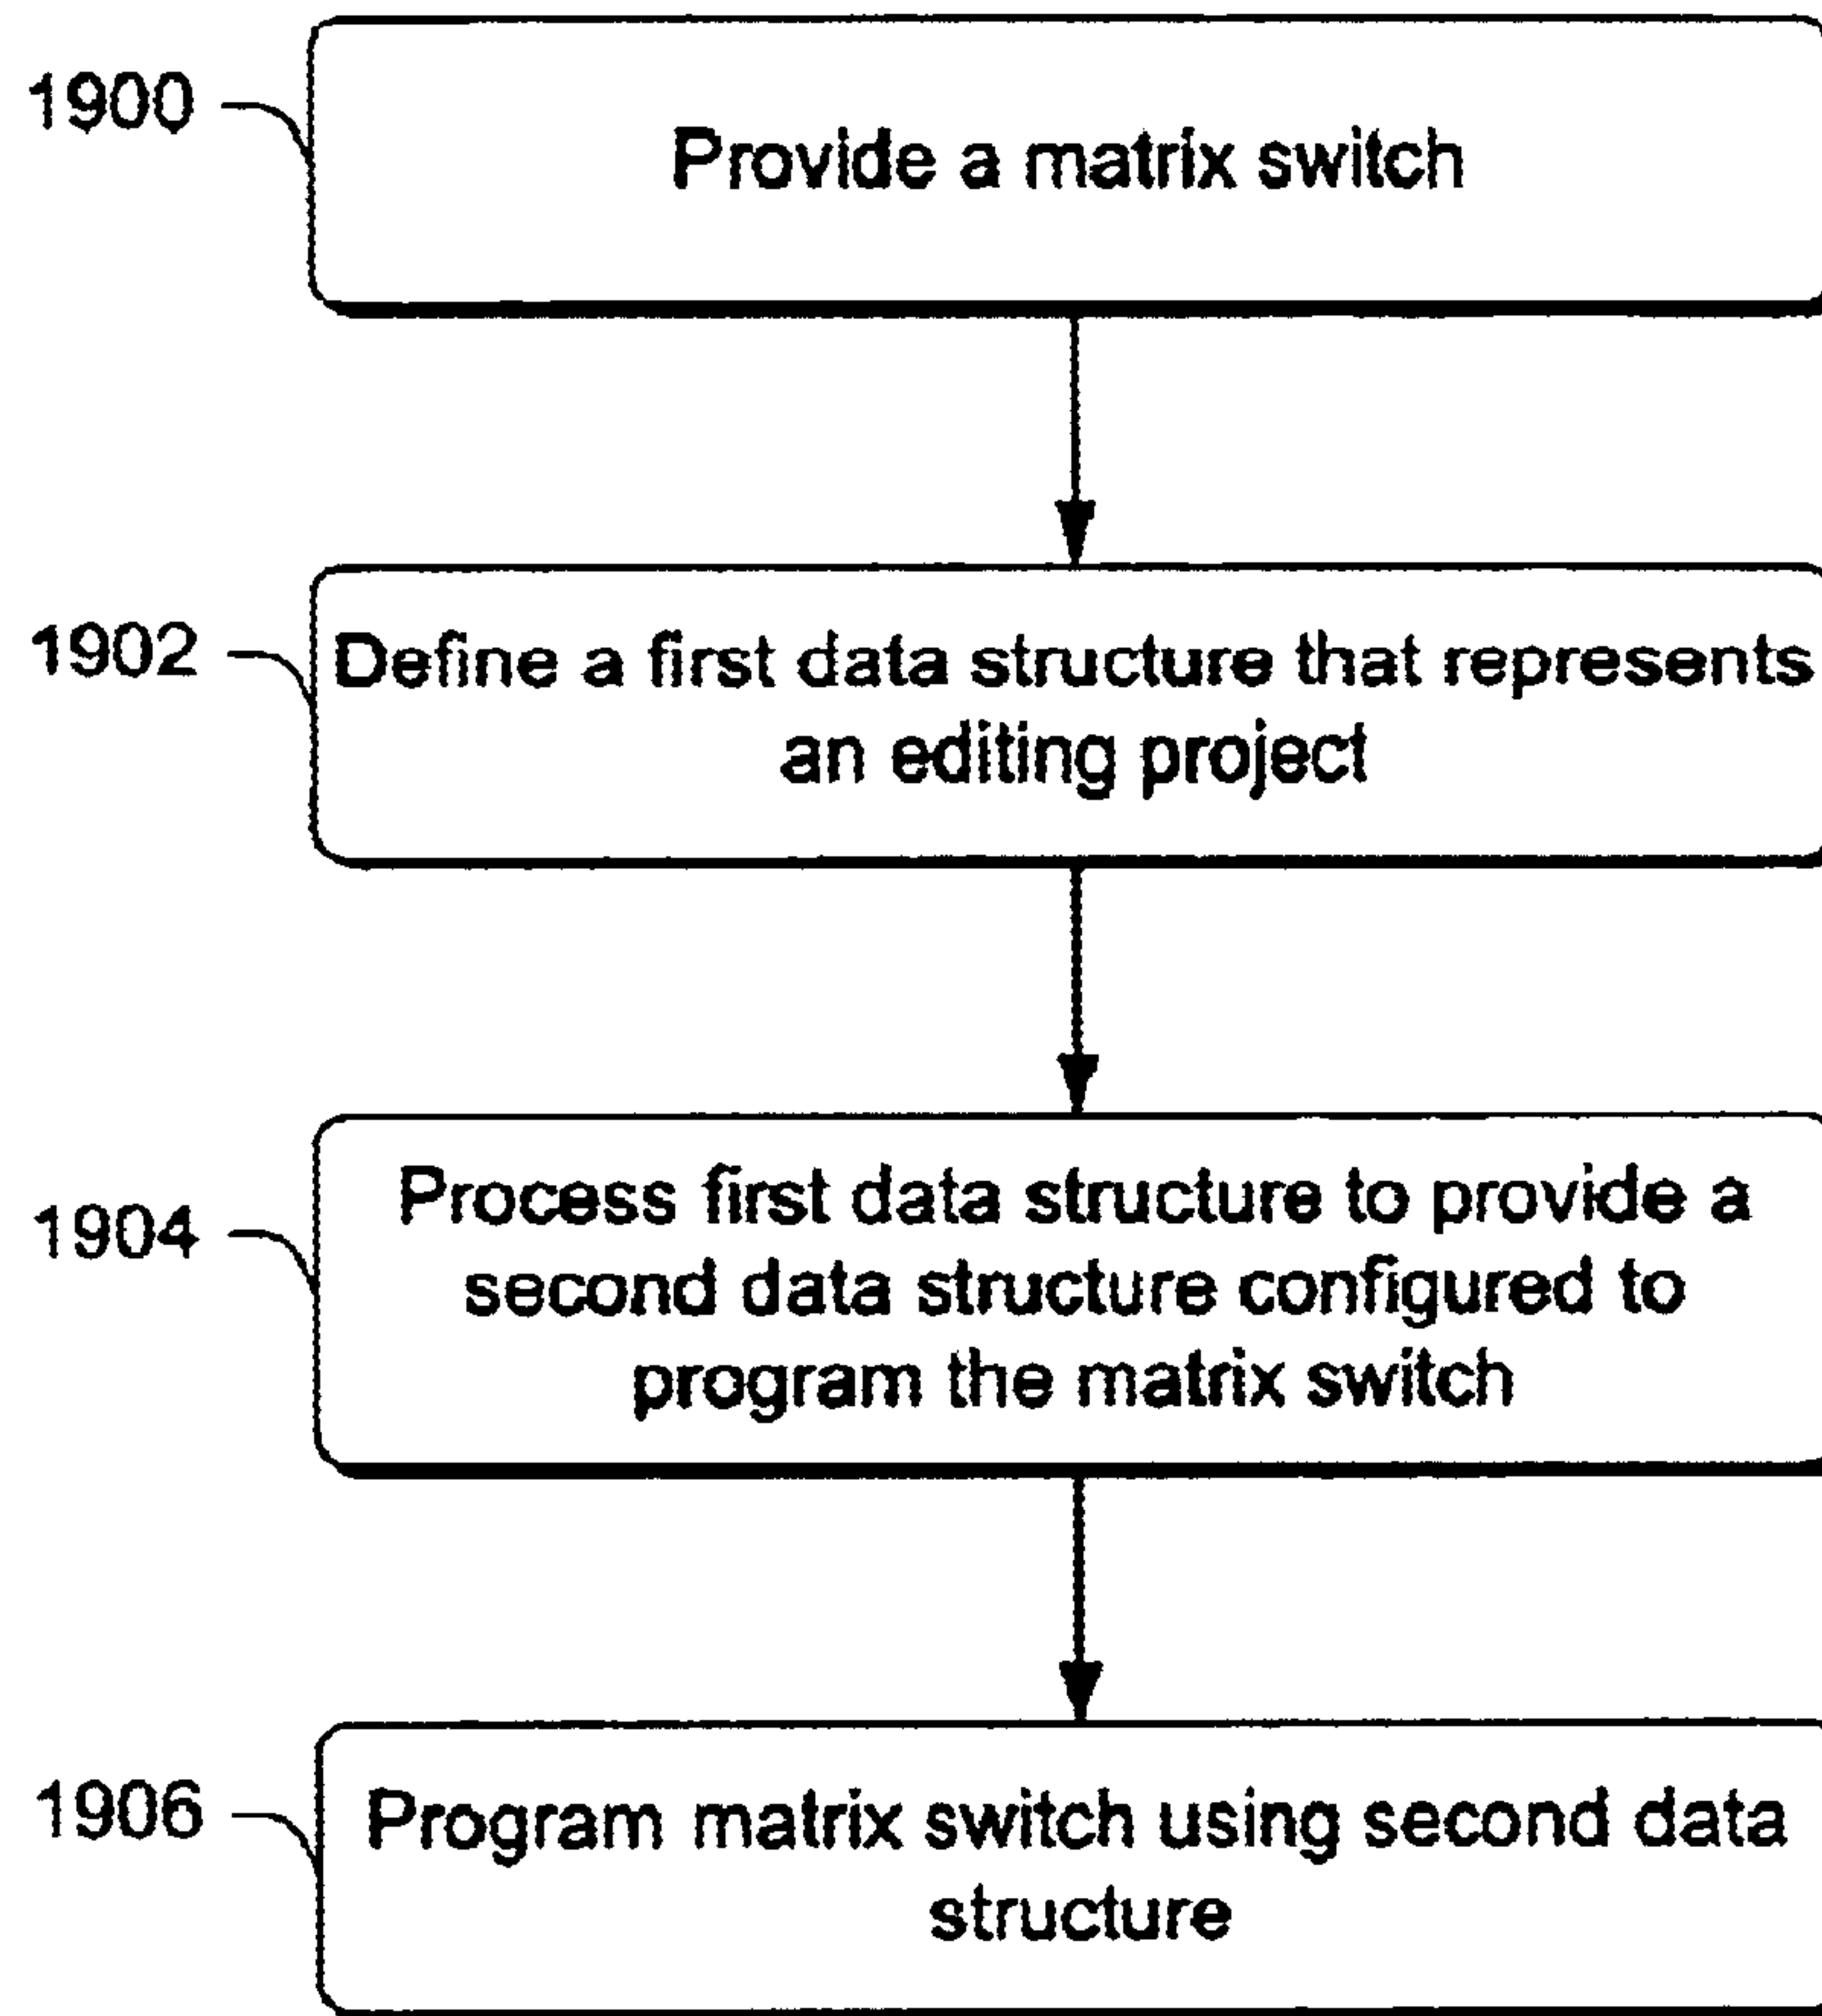 1900
Provide a matrix switch
1902
Define a first data structure that represents
an editing project
1904
Process first data structure to provide a
second data structure configured to
program the matrix switch
1906
Program matrix switch using second data
structure